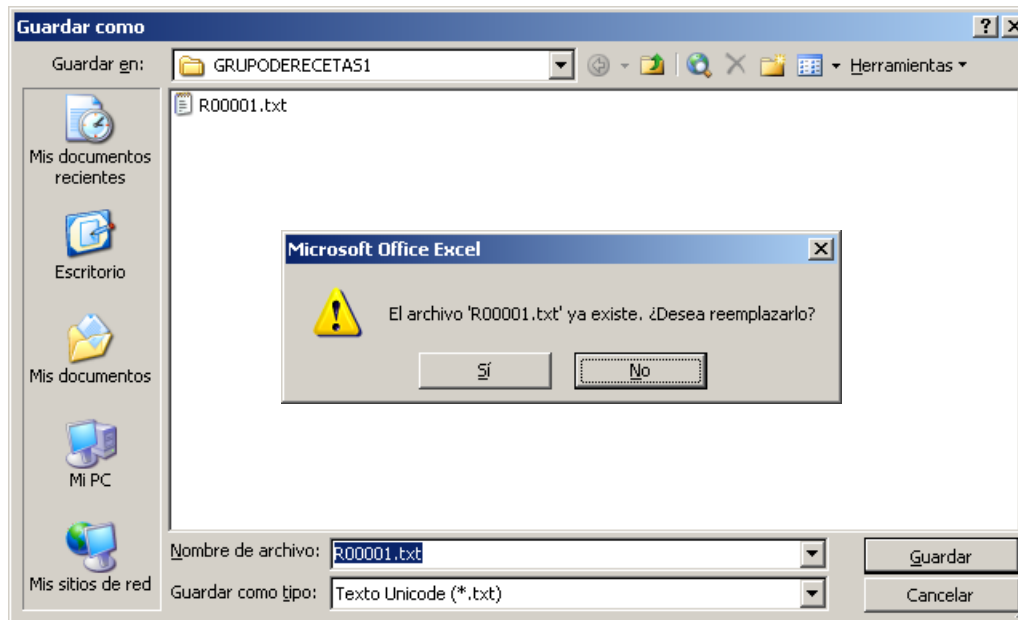 Guardar como
Guardar en:
GRUPODERECETAS1
Herramientas
R00001.txt
Mis documentos
recientes
Escritorio
Mis documentos
Mi PC
Mis sitios de red
Microsoft Office Excel
El archivo 'R00001.txt' ya existe. ¿Desea reemplazarlo?
Sí
No
Nombre de archivo:
R00001.txt
Guardar
Guardar como tipo:
Texto Unicode (*.txt)
Cancelar